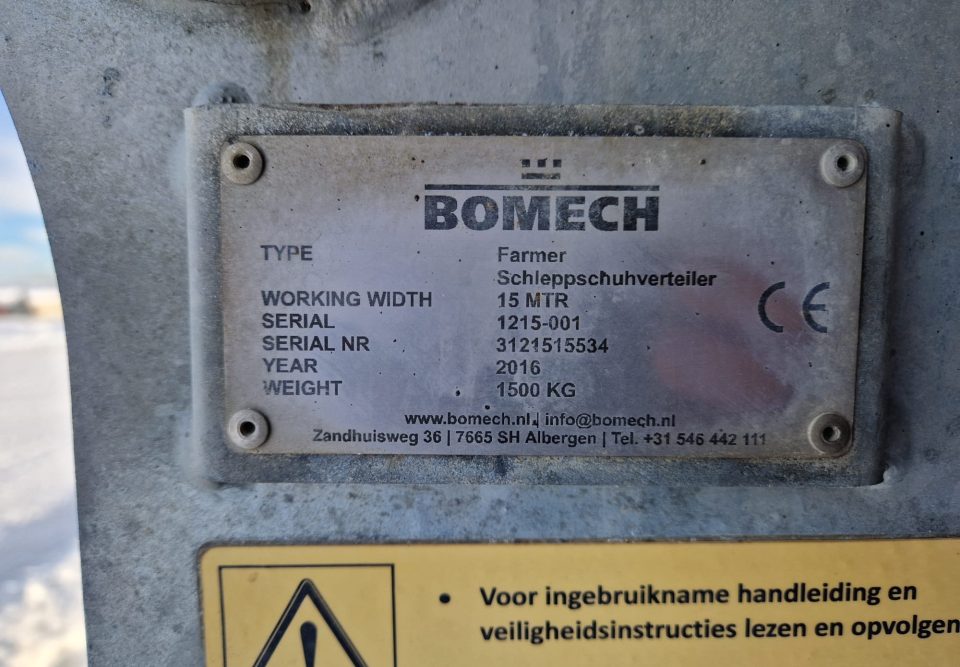 BOMECH
TYPE Farmer
Schleppschuhverteiler
WORKING WIDTH 15 MTR
SERIAL 1215-001
SERIAL NR 3121515534
YEAR 2016
WEIGHT 1500 KG
CE
www.bomech.nl | info@bomech.nl
Zandhuisweg 36 | 7665 SH Albergen | Tel. +31 546 442 111
• Voor ingebruikname handleiding en
veiligheidsinstructies lezen en opvolgen